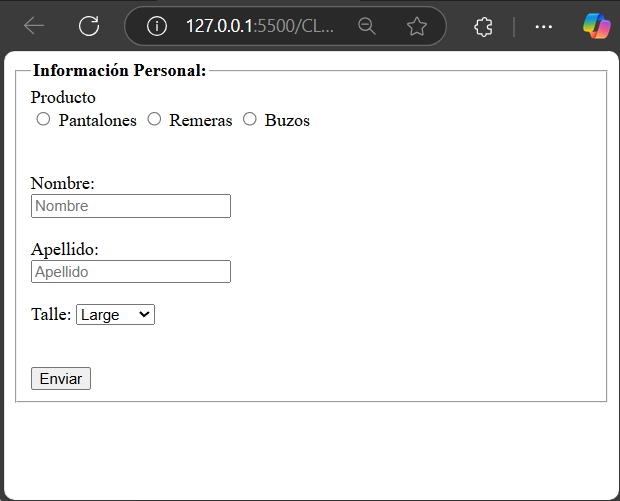 127.0.0.1:5500/CL...
Información Personal:
Producto
Pantalones Remeras Buzos
Nombre:
Nombre
Apellido:
Apellido
Talle: Large
Enviar